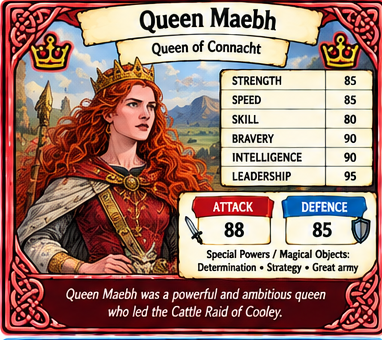 Queen Maebh
Queen of Connacht
STRENGTH 85
SPEED 85
SKILL 80
BRAVERY 90
INTELLIGENCE 90
LEADERSHIP 95
ATTACK DEFENCE
88 85
Special Powers / Magical Objects:
Determination • Strategy • Great army
Queen Maebh was a powerful and ambitious queen
who led the Cattle Raid of Cooley.